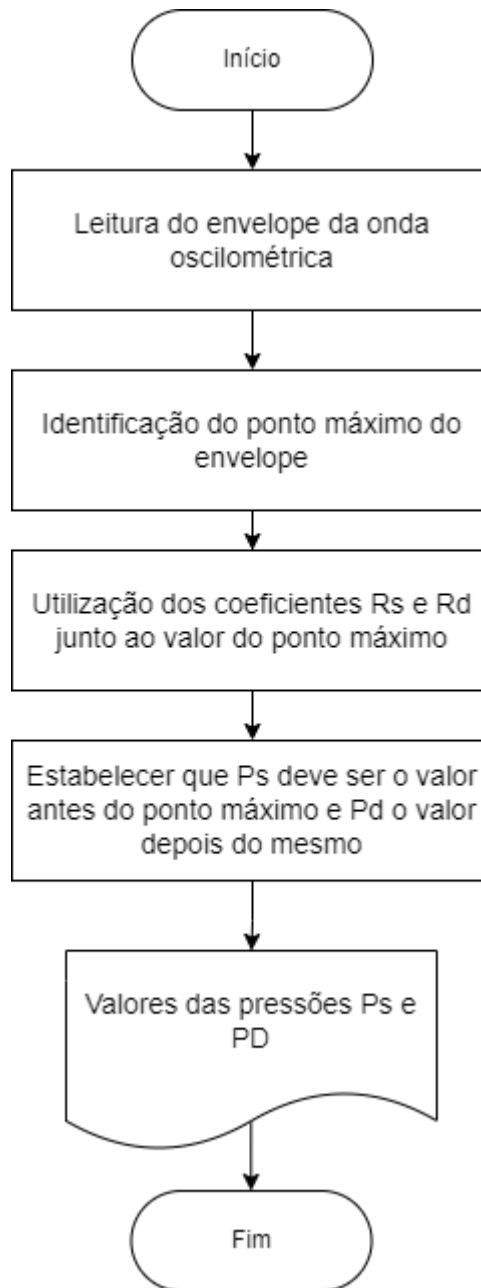 Início
Leitura do envelope da onda
oscilométrica
Identificação do ponto máximo do
envelope
Utilização dos coeficientes Rs e Rd
junto ao valor do ponto máximo
Estabelecer que Ps deve ser o valor
antes do ponto máximo e Pd o valor
depois do mesmo
Valores das pressões Ps e
PD
Fim